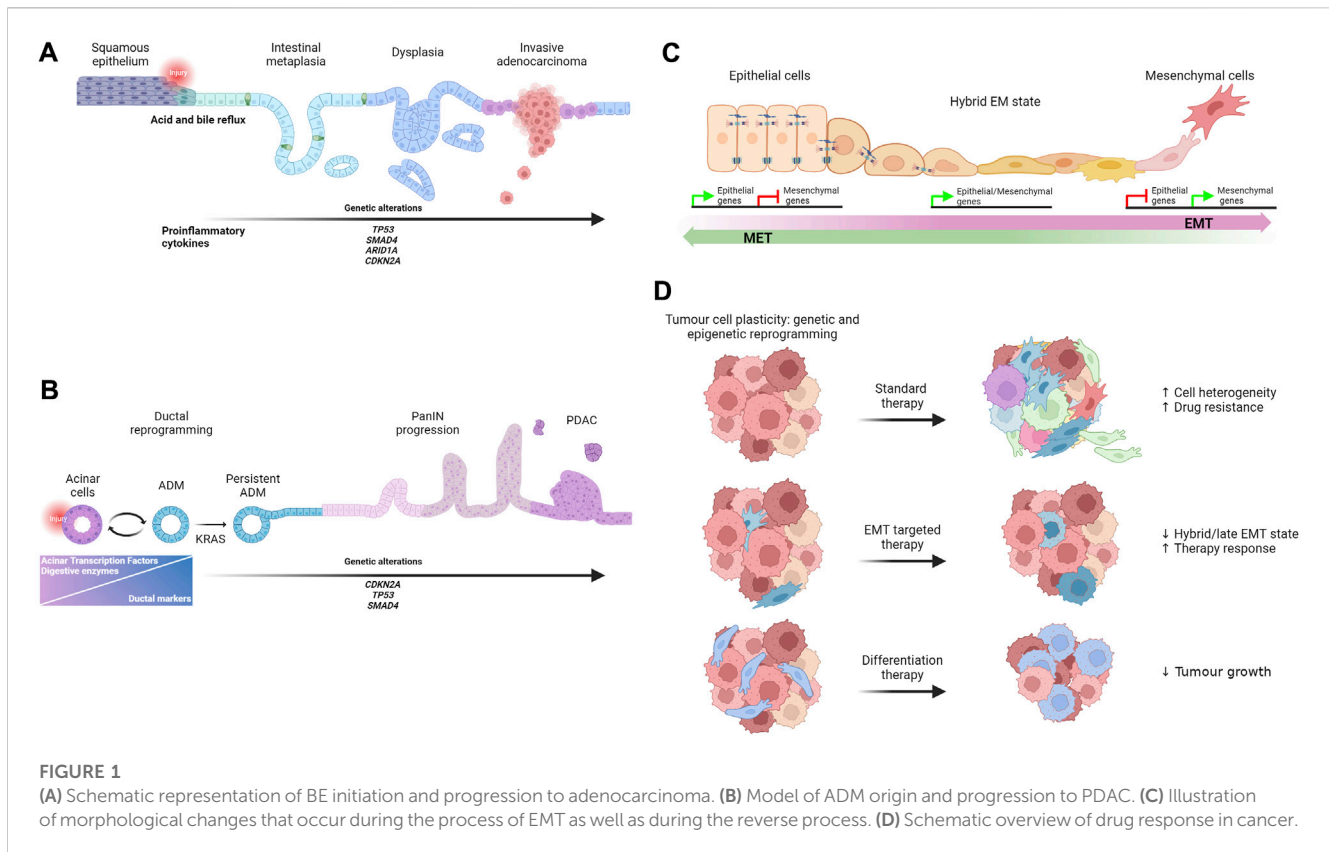 A
Squamous
epithelium
Injury
Intestinal
metaplasia
Dysplasia
Invasive
adenocarcinoma
Acid and bile reflux
Genetic alterations
Proinflammatory
cytokines
TP53
SMAD4
ARID1A
CDKN2A
B
Ductal
reprogramming
PanIN
progression
PDAC
Acinar
cells
ADM
Persistent
ADM
Injury
KRAS
Acinar Transcription Factors
Digestive enzymes
Ductal markers
Genetic alterations
CDKN2A
TP53
SMAD4
C
Epithelial cells
Hybrid EM state
Mesenchymal cells
Epithelial
genes
Mesenchymal
genes
Epithelial/Mesenchymal
genes
Epithelial
genes
Mesenchymal
genes
EMT
MET
D
Tumour cell plasticity: genetic and
epigenetic reprogramming
Standard
therapy
↑ Cell heterogeneity
↑ Drug resistance
EMT targeted
therapy
↓ Hybrid/late EMT state
↑ Therapy response
Differentiation
therapy
↓ Tumour growth
FIGURE 1
(A) Schematic representation of BE initiation and progression to adenocarcinoma. (B) Model of ADM origin and progression to PDAC. (C) Illustration
of morphological changes that occur during the process of EMT as well as during the reverse process. (D) Schematic overview of drug response in cancer.